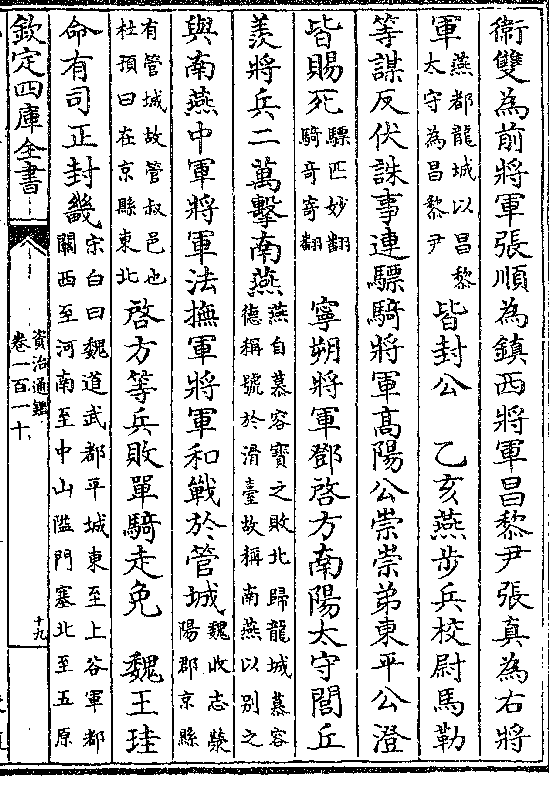 衛雙為前將軍張順為鎮西將軍昌黎尹張真為右將
軍燕都龍城以昌黎太守為昌黎尹皆封公　乙亥燕步兵校尉馬勒
等謀反伏誅事連驃騎將軍高陽公崇崇弟東平公澄
皆賜死驃匹妙翻騎奇寄翻　寧朔將軍鄧啓方南陽太守閭丘
羨將兵二萬擊南燕燕自慕容寶之敗北歸龍城慕容德稱號於滑臺故稱南燕以别之
與南燕中軍將軍法撫軍將軍和戰於管城魏收志滎陽郡京縣
有管城故管叔邑也杜預曰在京縣東北啓方等兵敗單騎走免　魏王珪
命有司正封畿宋白曰魏道武都平城東至上谷軍都關西至河南至中山隘門塞北至五原
欽定四庫全書
資治通鑑
卷一百一十
十九